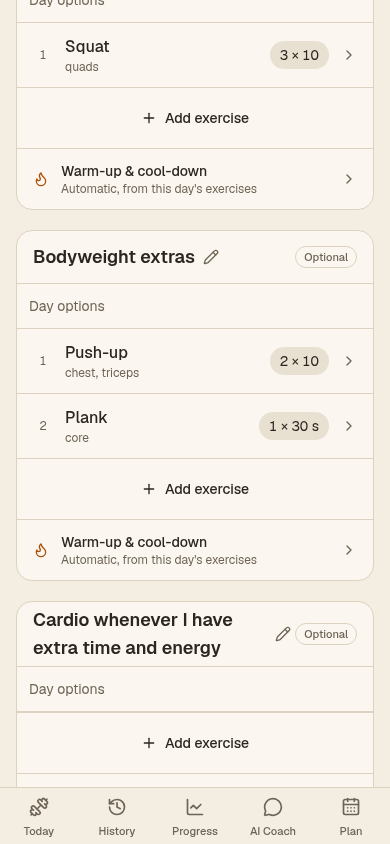 Day options
1 Squat 3 × 10
quads
+ Add exercise
Warm-up & cool-down
Automatic, from this day's exercises
Bodyweight extras Optional
Day options
1 Push-up 2 × 10
chest, triceps
2 Plank 1 × 30 s
core
+ Add exercise
Warm-up & cool-down
Automatic, from this day's exercises
Cardio whenever I have
extra time and energy Optional
Day options
+ Add exercise
Today History Progress AI Coach Plan